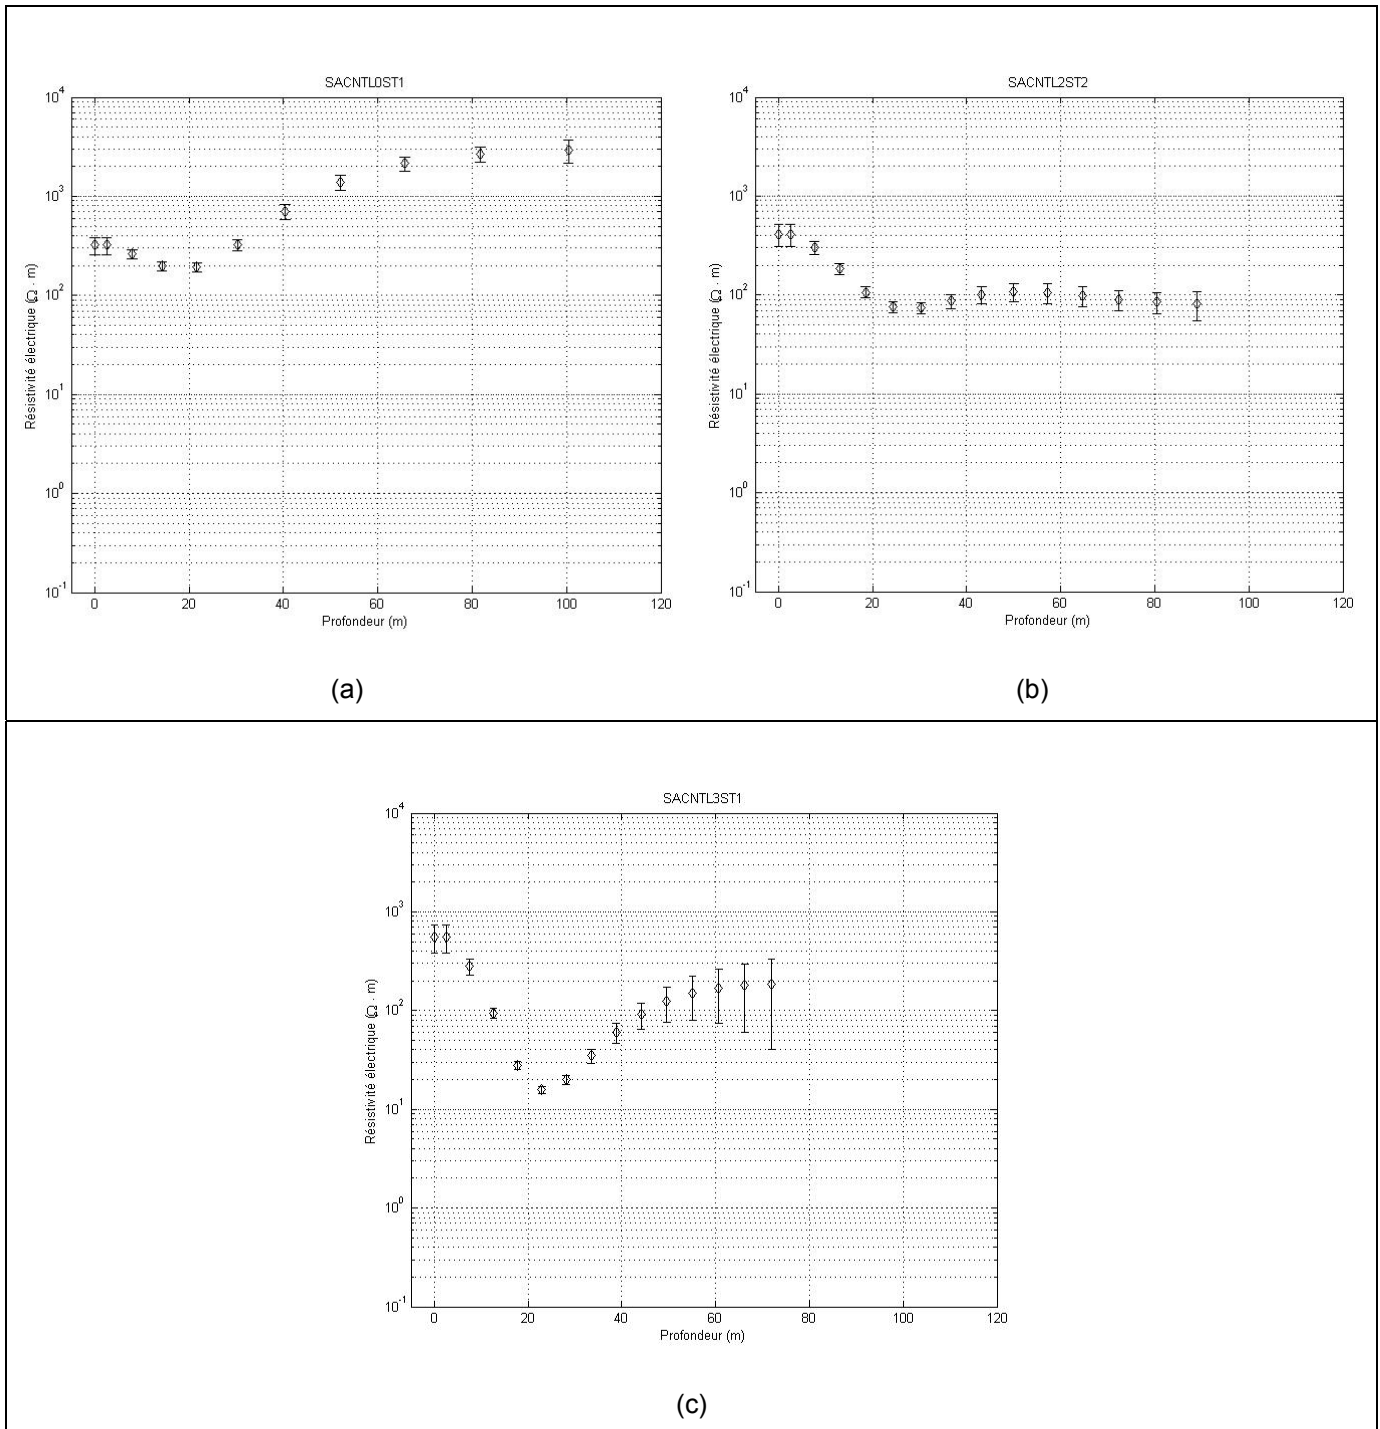 SACNTL0ST1
10^4
10^3
10^2
10^1
10^0
10^-1
Résistivité électrique (Ω · m)
0 20 40 60 80 100 120
Profondeur (m)
(a)
SACNTL2ST2
10^4
10^3
10^2
10^1
10^0
10^-1
Résistivité électrique (Ω · m)
0 20 40 60 80 100 120
Profondeur (m)
(b)
SACNTL3ST1
10^4
10^3
10^2
10^1
10^0
10^-1
Résistivité électrique (Ω · m)
0 20 40 60 80 100 120
Profondeur (m)
(c)